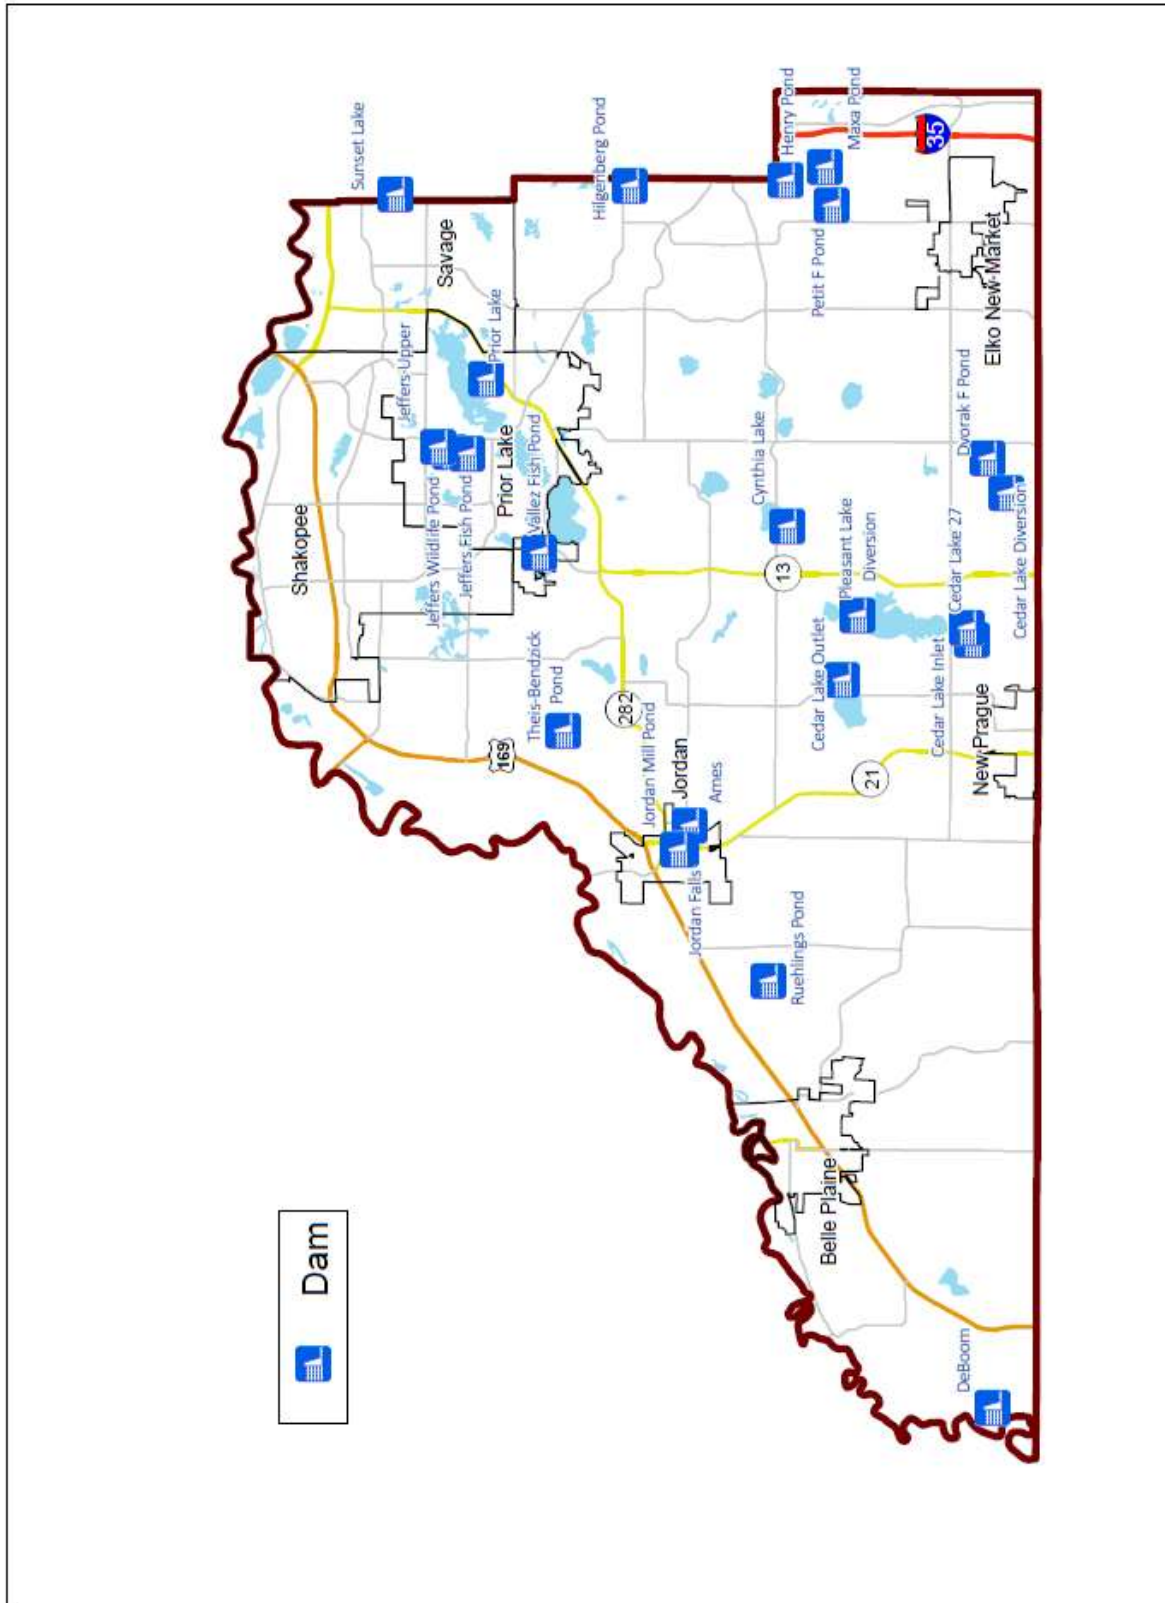 Dam
Sunset Lake
Savage
Hilgenberg Pond
Henry Pond
Maxa Pond
35
Petit F Pond
Elko New Market
Prior Lake
Jeffers Upper
Shakopee
Jeffers Wildlife Pond
Jeffers Fish Pond
Prior Lake
Vallez Fish Pond
Cynthia Lake
Dvorak F Pond
13
Pleasant Lake
Diversion
Cedar Lake 27
Cedar Lake Diversion
Theis-Bendzick
Pond
282
169
Cedar Lake Outlet
Cedar Lake Inlet
New Prague
Jordan Mill Pond
Jordan
Ames
21
Jordan Falls
Ruehlings Pond
Belle Plaine
DeBoom